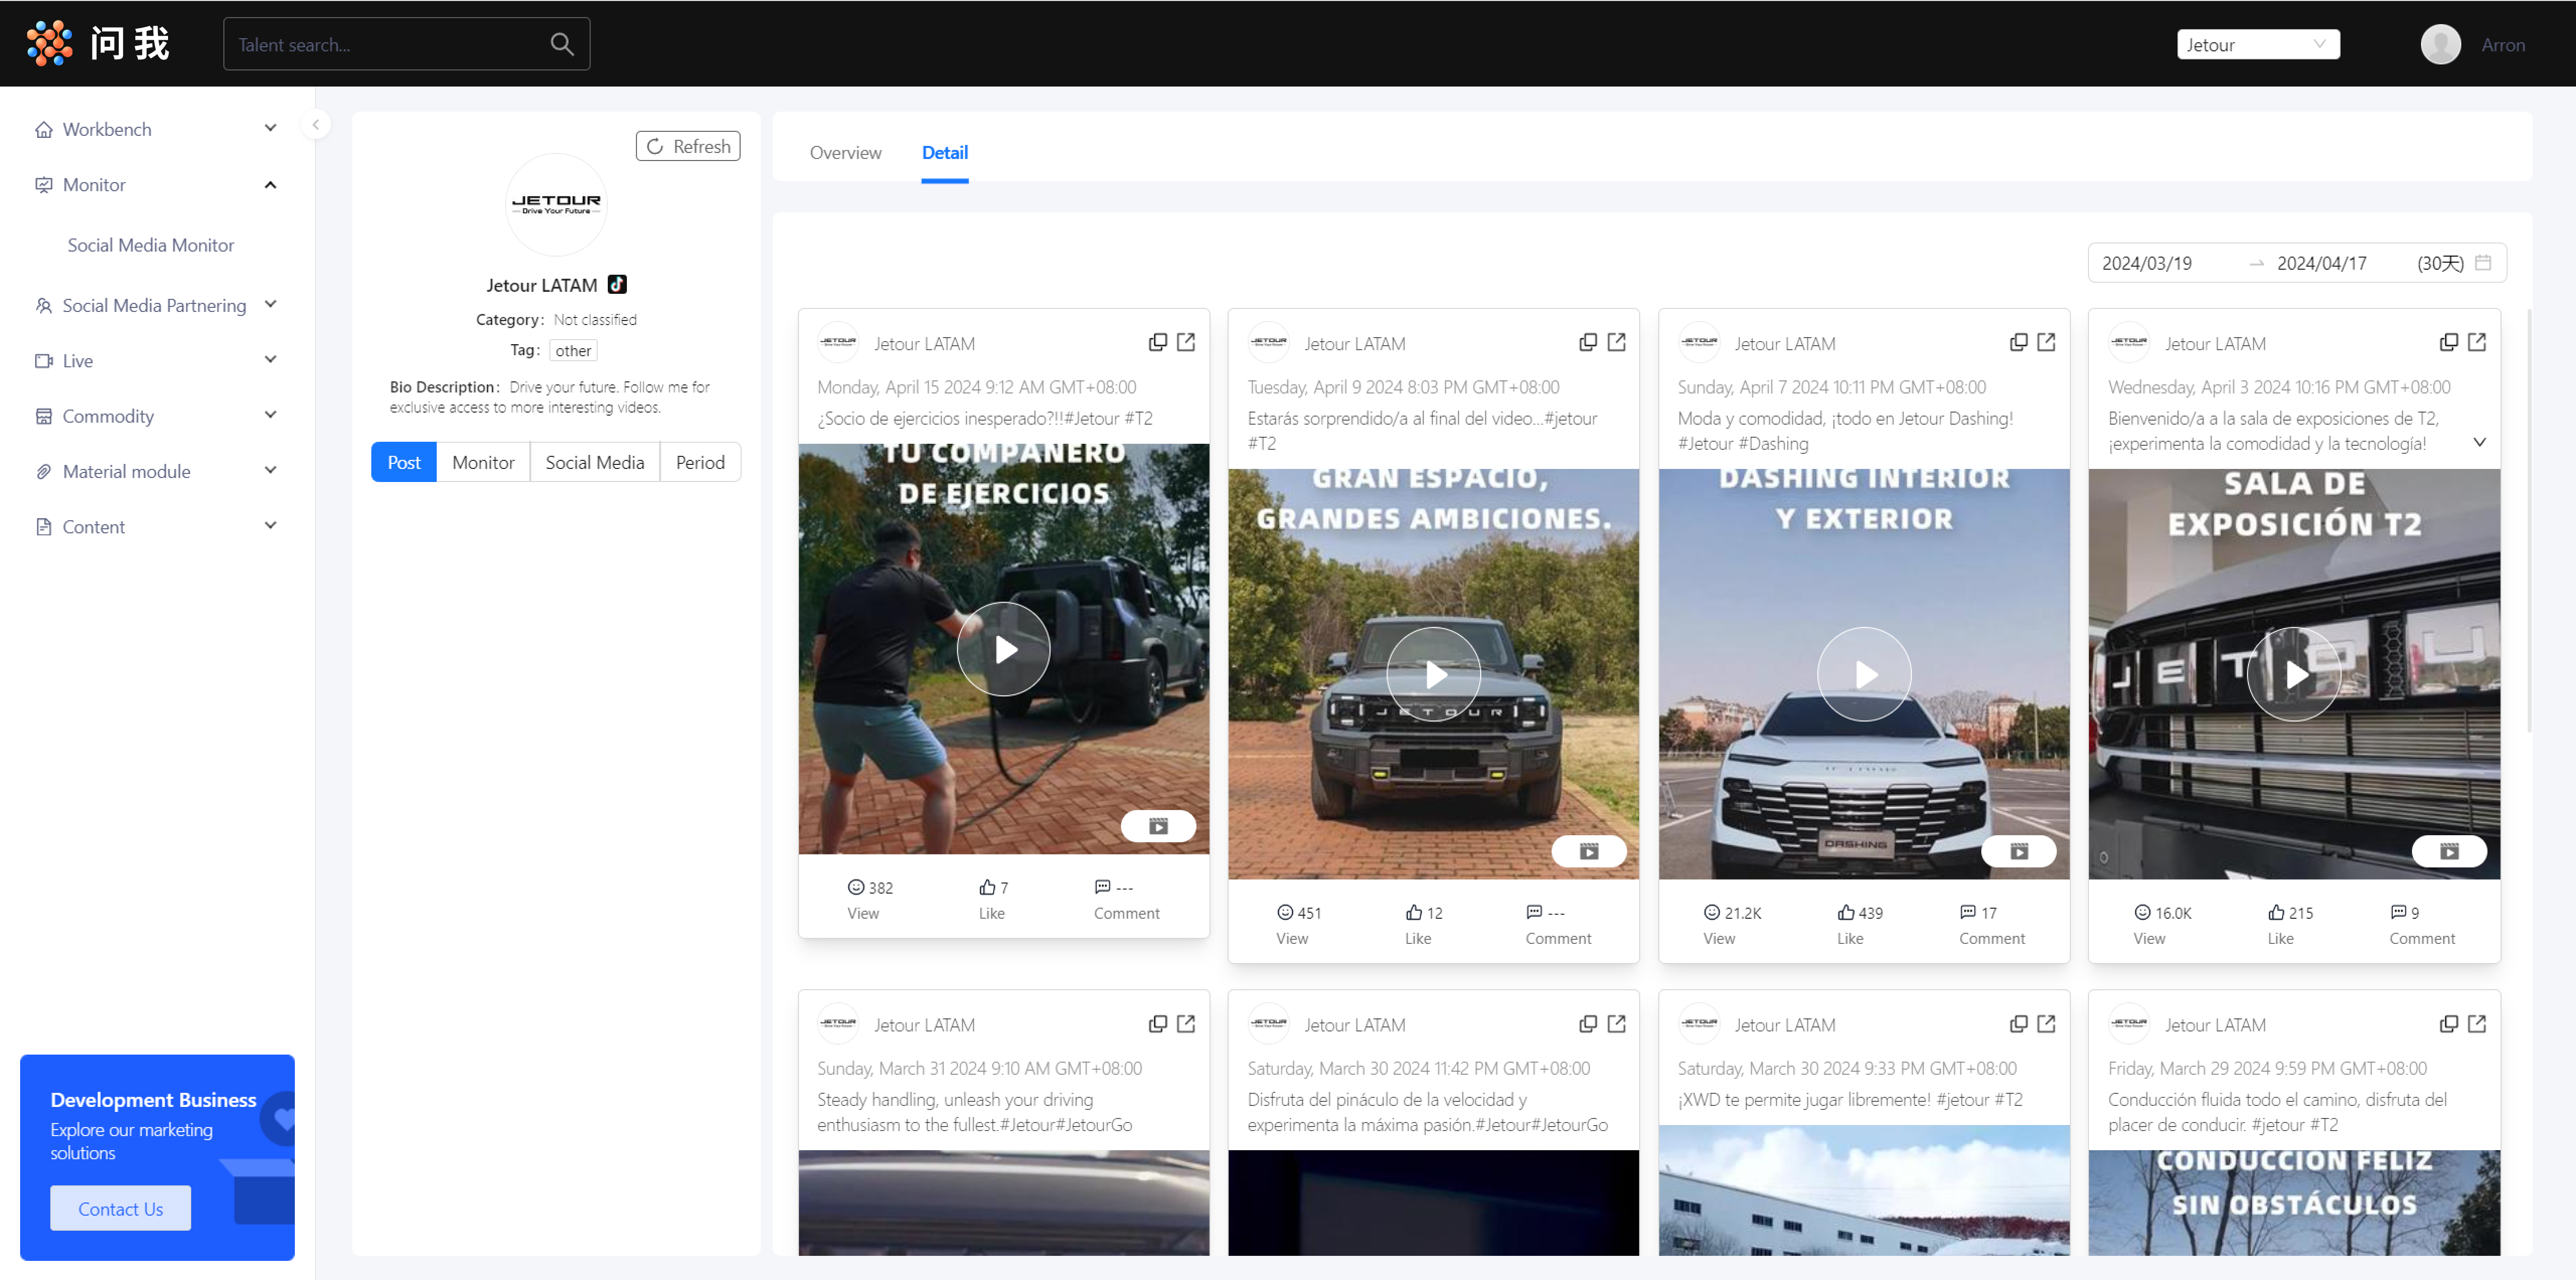 问我
Talent search...
Jetour
Arron
Workbench
Monitor
Social Media Monitor
Social Media Partnering
Live
Commodity
Material module
Content
Development Business
Explore our marketing
solutions
Contact Us
Refresh
JETOUR
Drive Your Future
Jetour LATAM
Category: Not classified
Tag: other
Bio Description: Drive your future. Follow me for
exclusive access to more interesting videos.
Post Monitor Social Media Period
Overview Detail
2024/03/19 → 2024/04/17 (30天)
Jetour LATAM
Monday, April 15 2024 9:12 AM GMT+08:00
¿Socio de ejercicios inesperado?!!#Jetour #T2
TU COMPAÑERO
DE EJERCICIOS
382 7 ---
View Like Comment
Jetour LATAM
Tuesday, April 9 2024 8:03 PM GMT+08:00
Estarás sorprendido/a al final del video...#jetour
#T2
GRAN ESPACIO,
GRANDES AMBICIONES.
JETOUR
451 12 ---
View Like Comment
Jetour LATAM
Sunday, April 7 2024 10:11 PM GMT+08:00
Moda y comodidad, ¡todo en Jetour Dashing!
#Jetour #Dashing
DASHING INTERIOR
Y EXTERIOR
DASHING
21.2K 439 17
View Like Comment
Jetour LATAM
Wednesday, April 3 2024 10:16 PM GMT+08:00
Bienvenido/a a la sala de exposiciones de T2,
¡experimenta la comodidad y la tecnología!
SALA DE
EXPOSICIÓN T2
16.0K 215 9
View Like Comment
Jetour LATAM
Sunday, March 31 2024 9:10 AM GMT+08:00
Steady handling, unleash your driving
enthusiasm to the fullest.#Jetour#JetourGo
Jetour LATAM
Saturday, March 30 2024 11:42 PM GMT+08:00
Disfruta del pináculo de la velocidad y
experimenta la máxima pasión.#Jetour#JetourGo
Jetour LATAM
Saturday, March 30 2024 9:33 PM GMT+08:00
¡XWD te permite jugar libremente! #jetour #T2
Jetour LATAM
Friday, March 29 2024 9:59 PM GMT+08:00
Conducción fluida todo el camino, disfruta del
placer de conducir. #jetour #T2
CONDUCCIÓN FELIZ
SIN OBSTÁCULOS